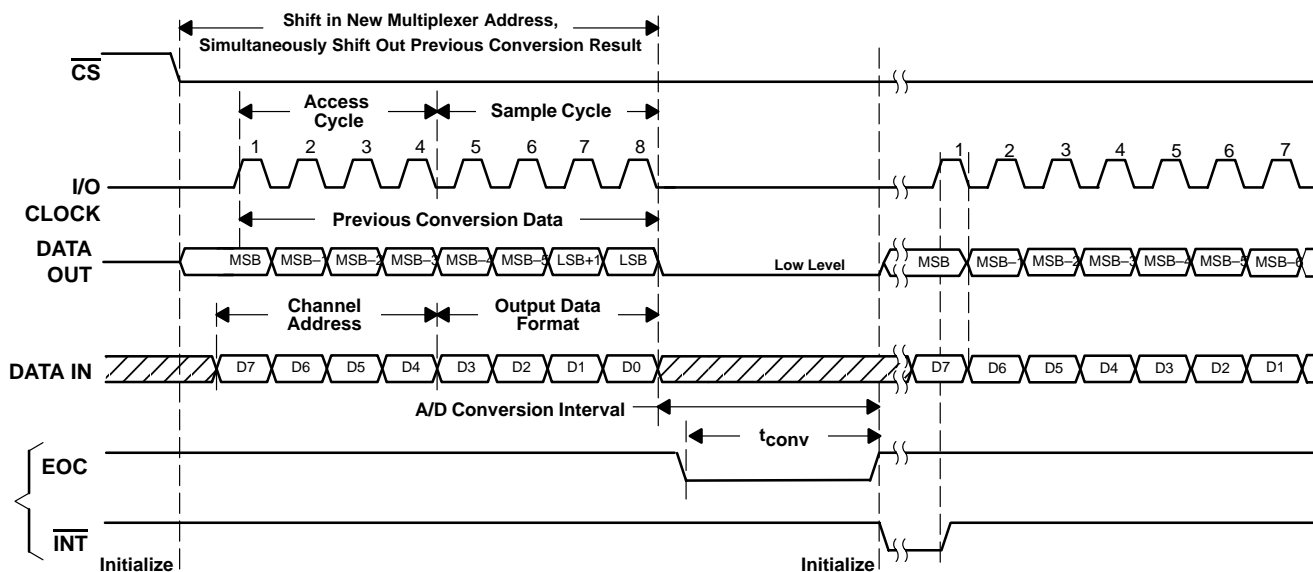 Shift in New Multiplexer Address,
Simultaneously Shift Out Previous Conversion Result
CS
Access
Cycle
Sample Cycle
1 2 3 4 5 6 7 8 1 2 3 4 5 6 7
I/O
CLOCK
Previous Conversion Data
DATA
OUT
MSB MSB–1 MSB–2 MSB–3 MSB–4 MSB–5 LSB+1 LSB Low Level MSB MSB–1 MSB–2 MSB–3 MSB–4 MSB–5 MSB–6
Channel
Address
Output Data
Format
DATA IN D7 D6 D5 D4 D3 D2 D1 D0 D7 D6 D5 D4 D3 D2 D1
A/D Conversion Interval
tconv
EOC
INT
Initialize Initialize